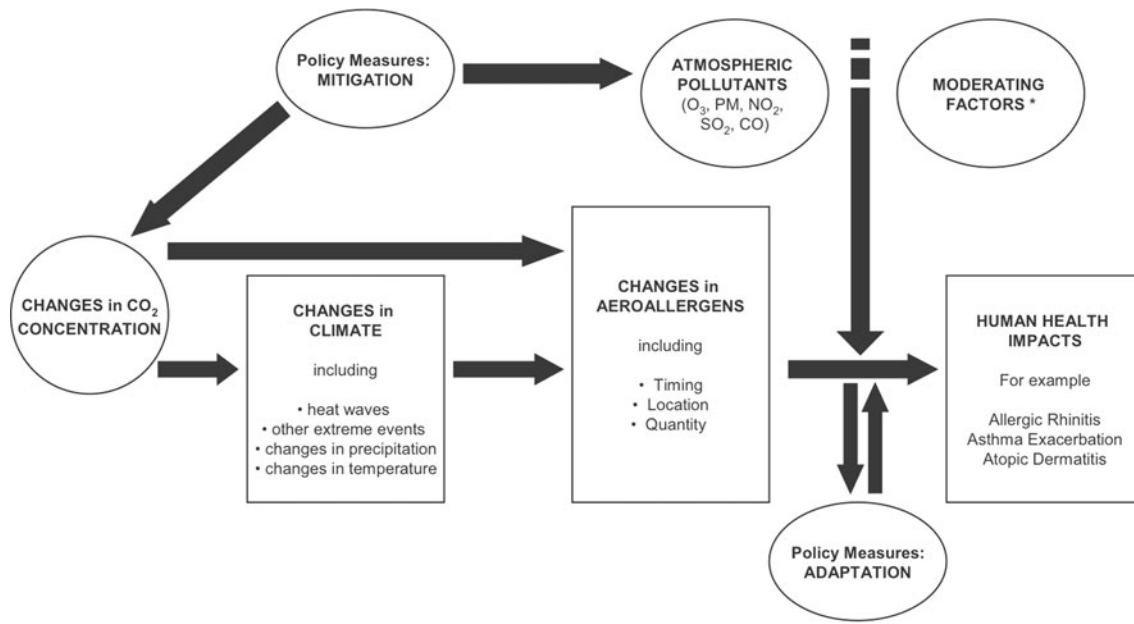 Policy Measures:
MITIGATION
ATMOSPHERIC
POLLUTANTS
(O₃, PM, NO₂,
SO₂, CO)
MODERATING
FACTORS *
CHANGES in CO₂
CONCENTRATION
CHANGES in
CLIMATE
including
• heat waves
• other extreme events
• changes in precipitation
• changes in temperature
CHANGES in
AEROALLERGENS
including
• Timing
• Location
• Quantity
HUMAN HEALTH
IMPACTS
For example
Allergic Rhinitis
Asthma Exacerbation
Atopic Dermatitis
Policy Measures:
ADAPTATION